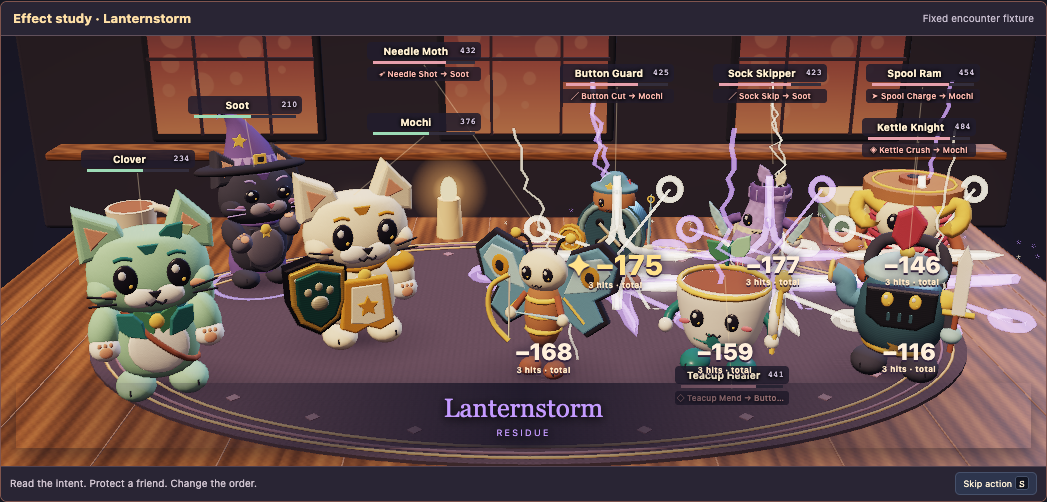 Effect study · Lanternstorm
Fixed encounter fixture
Needle Moth 432
Needle Shot → Soot
Button Guard 425
Button Cut → Mochi
Sock Skipper 423
Sock Skip → Soot
Spool Ram 454
Spool Charge → Mochi
Soot 210
Mochi 376
Kettle Knight 484
Kettle Crush → Mochi
Clover 234
−175
3 hits · total
−177
3 hits · total
−146
3 hits · total
−168
3 hits · total
−159
3 hits · total
−116
3 hits · total
Teacup Healer 441
Teacup Mend → Butto...
Lanternstorm
RESIDUE
Read the intent. Protect a friend. Change the order.
Skip action S